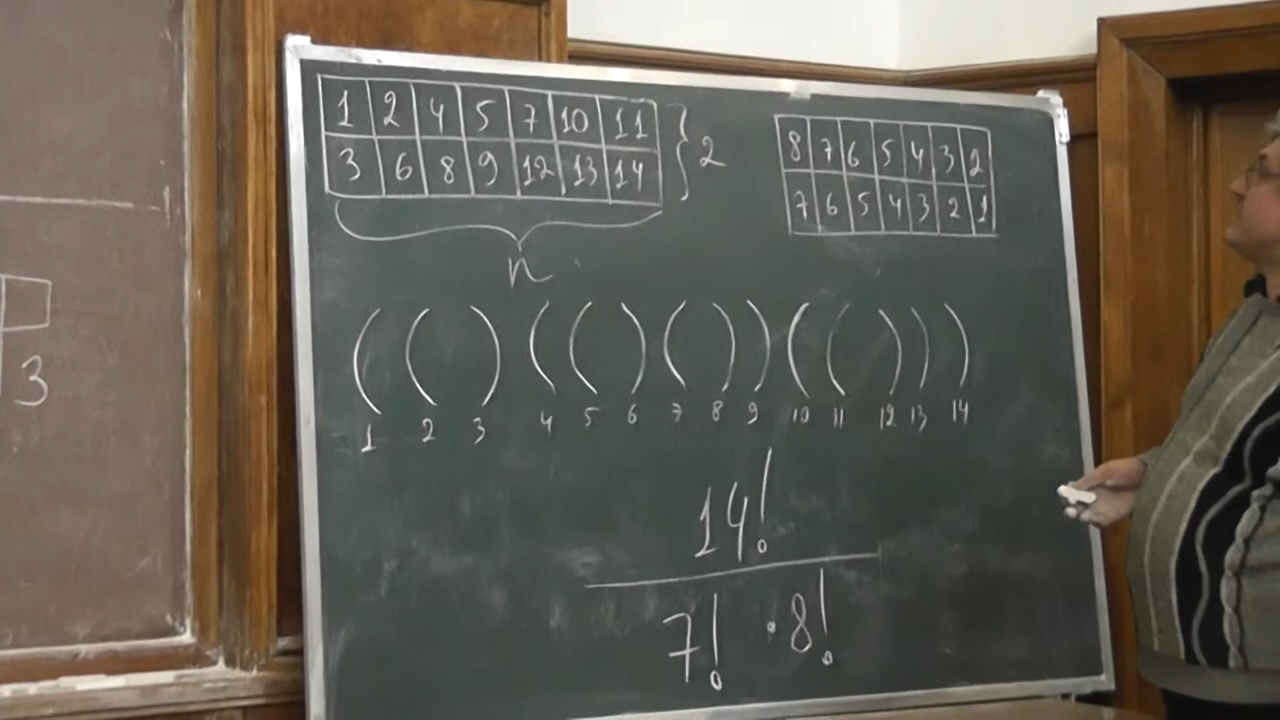 1 2 4 5 7 10 11
3 6 8 9 12 13 14
} 2
n
8 7 6 5 4 3 2
7 6 5 4 3 2 1
( ( ) ( ( ) ( ) ) ( ( ) ) )
1 2 3 4 5 6 7 8 9 10 11 12 13 14
14!
7! · 8!
3